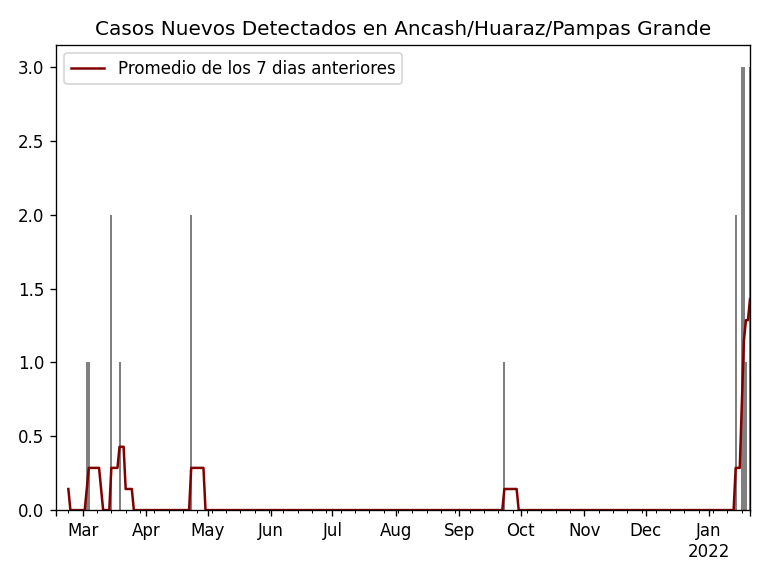 Casos Nuevos Detectados en Ancash/Huaraz/Pampas Grande
Promedio de los 7 dias anteriores
3.0
2.5
2.0
1.5
1.0
0.5
0.0
Mar Apr May Jun Jul Aug Sep Oct Nov Dec Jan
2022